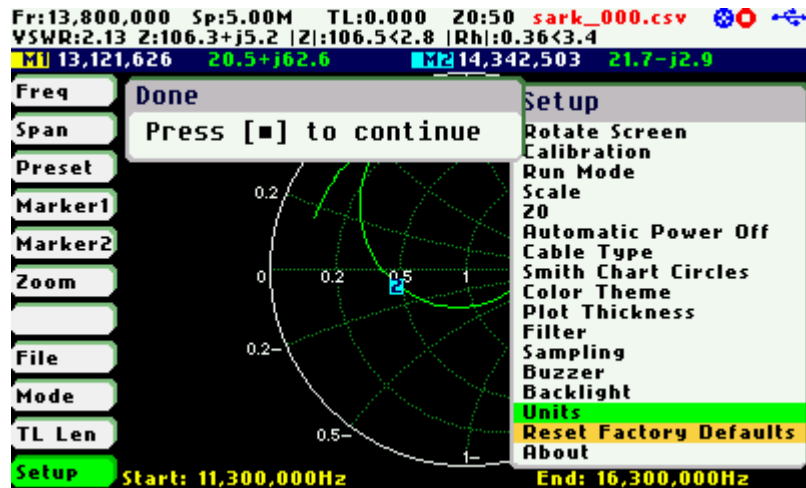 Fr:13,800,000 Sp:5.00M TL:0.000 Z0:50 sark_000.csv
VSWR:2.13 Z:106.3+j5.2 |Z|:106.5<2.8 |Rh|:0.36<3.4
M1 13,121,626 20.5+j62.6 M2 14,342,503 21.7-j2.9
Freq
Span
Preset
Marker1
Marker2
Zoom
File
Mode
TL Len
Setup
Done
Press [■] to continue
0.2
0 0.2 0.5 1
2
0.2
0.5
1
Start: 11,300,000Hz
End: 16,300,000Hz
Setup
Rotate Screen
Calibration
Run Mode
Scale
Z0
Automatic Power Off
Cable Type
Smith Chart Circles
Color Theme
Plot Thickness
Filter
Sampling
Buzzer
Backlight
Units
Reset Factory Defaults
About